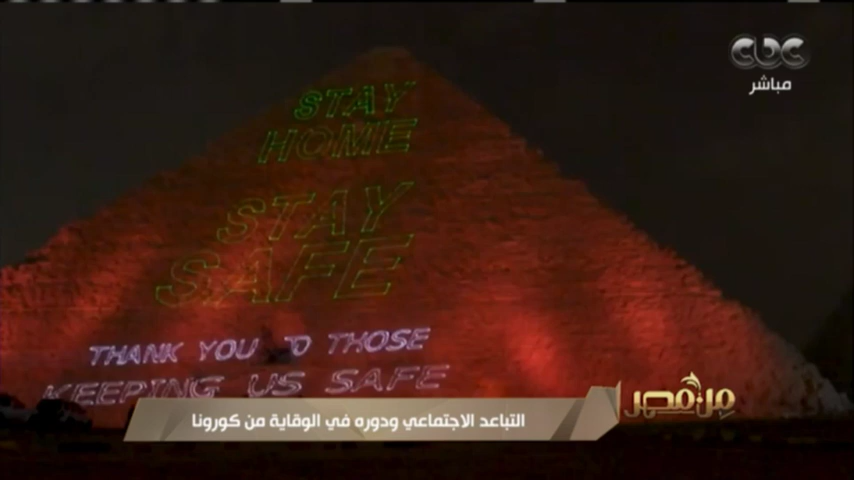 cbc
مباشر
STAY
HOME
STAY
SAFE
THANK YOU TO THOSE
KEEPING US SAFE
من مصر
التباعد الاجتماعي ودوره في الوقاية من كورونا